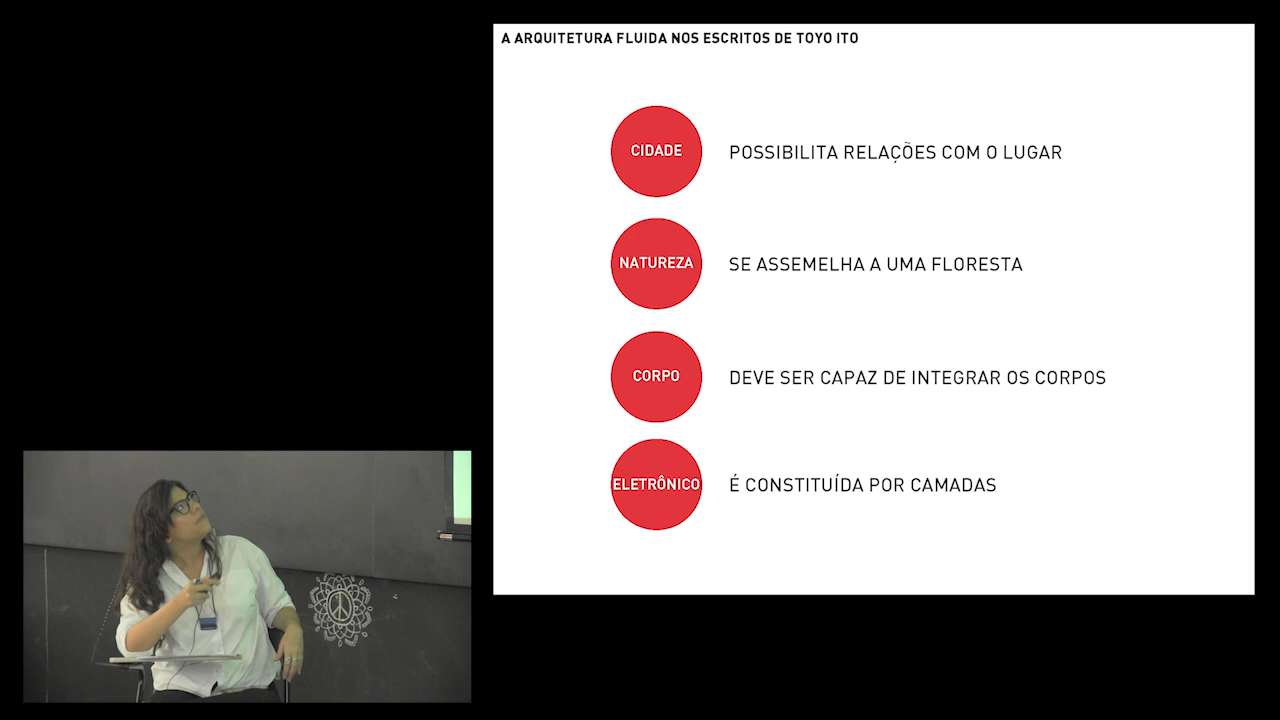 A ARQUITETURA FLUIDA NOS ESCRITOS DE TOYO ITO
CIDADE
POSSIBILITA RELAÇÕES COM O LUGAR
NATUREZA
SE ASSEMELHA A UMA FLORESTA
CORPO
DEVE SER CAPAZ DE INTEGRAR OS CORPOS
ELETRÔNICO
É CONSTITUÍDA POR CAMADAS